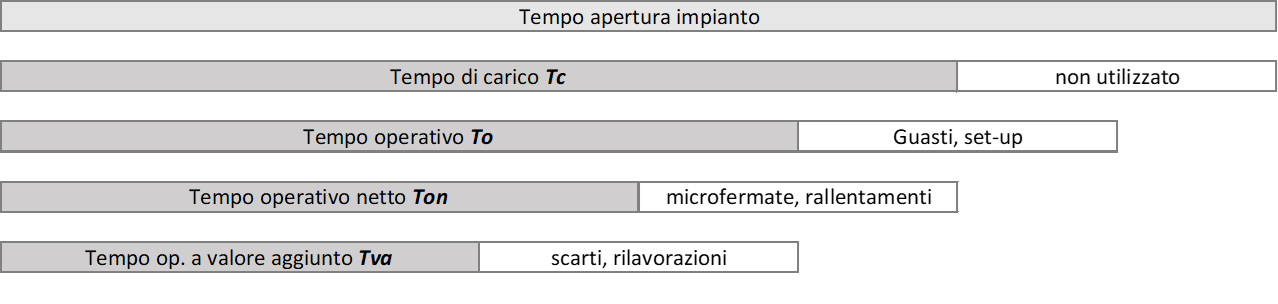 Tempo apertura impianto
Tempo di carico Tc non utilizzato
Tempo operativo To Guasti, set-up
Tempo operativo netto Ton microfermate, rallentamenti
Tempo op. a valore aggiunto Tva scarti, rilavorazioni